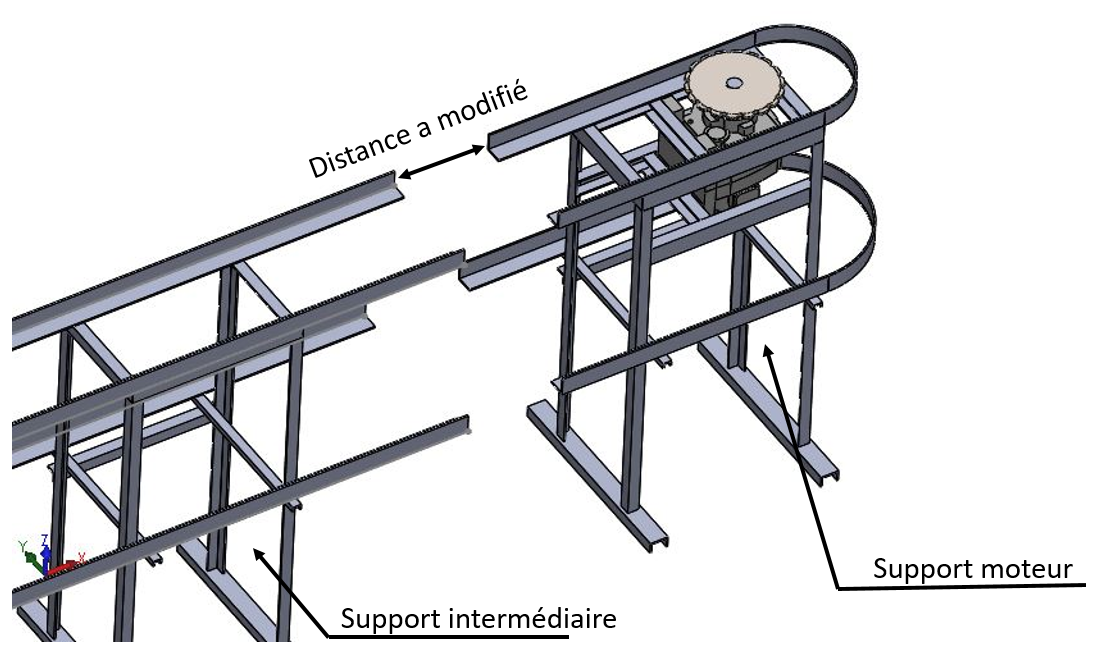 Distance a modifié
Support moteur
Support intermédiaire
Y
Z
X